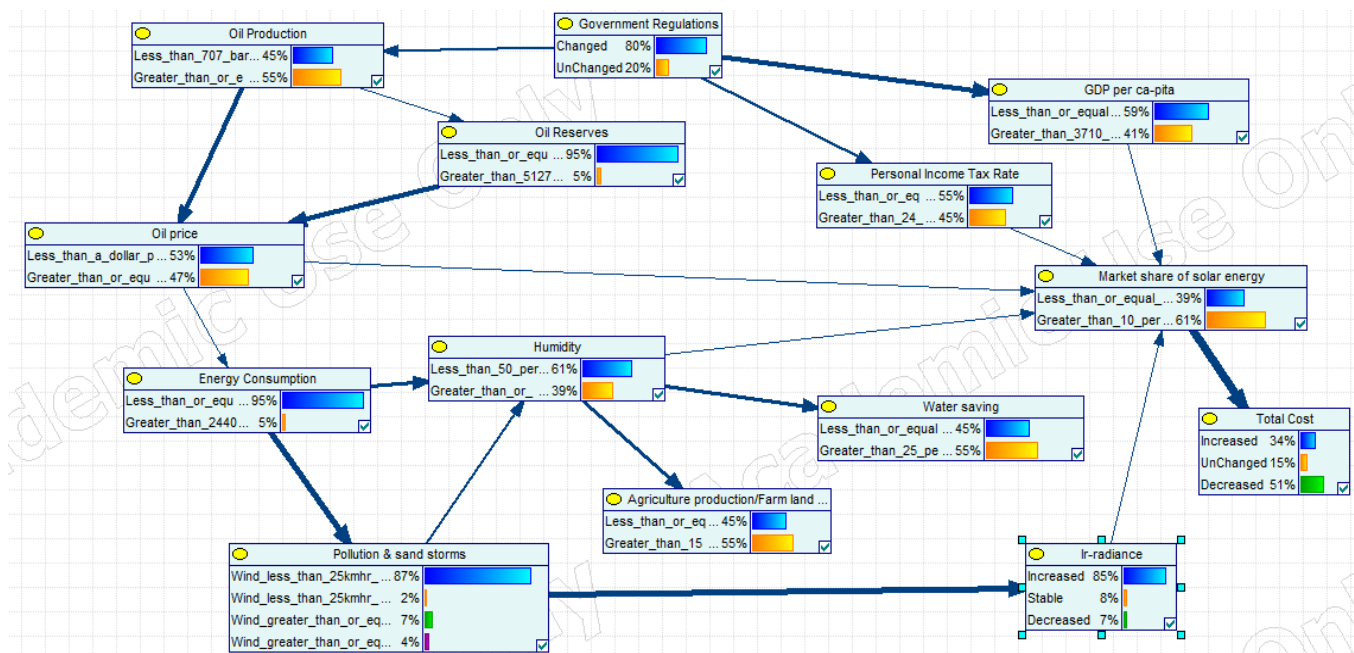 Oil Production
Less_than_707_bar... 45%
Greater_than_or_e ... 55%
Government Regulations
Changed 80%
UnChanged 20%
GDP per ca-pita
Less_than_or_equal ... 59%
Greater_than_3710_ ... 41%
Oil Reserves
Less_than_or_equ ... 95%
Greater_than_5127... 5%
Personal Income Tax Rate
Less_than_or_eq ... 55%
Greater_than_24_ ... 45%
Oil price
Less_than_a_dollar_p ... 53%
Greater_than_or_equ ... 47%
Market share of solar energy
Less_than_or_equal_ ... 39%
Greater_than_10_per ... 61%
Humidity
Less_than_50_per... 61%
Greater_than_or_ ... 39%
Energy Consumption
Less_than_or_equ ... 95%
Greater_than_2440... 5%
Water saving
Less_than_or_equal ... 45%
Greater_than_25_pe ... 55%
Total Cost
Increased 34%
UnChanged 15%
Decreased 51%
Agriculture production/Farm land ...
Less_than_or_eq ... 45%
Greater_than_15 ... 55%
Pollution & sand storms
Wind_less_than_25kmhr_ ... 87%
Wind_less_than_25kmhr_ ... 2%
Wind_greater_than_or_eq... 7%
Wind_greater_than_or_eq... 4%
Ir-radiance
Increased 85%
Stable 8%
Decreased 7%